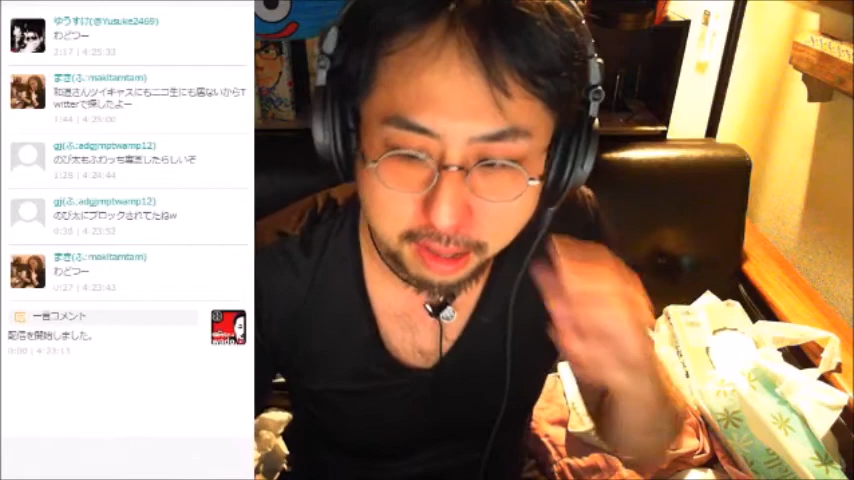 ゆうすけ(@Yusuke2469)
わどつー
2:17 | 4:25:33
まき(ふ:makitamtam)
和道さんツイキャスにもニコ生にも居ないからT
witterで探したよー
1:44 | 4:25:00
gj(ふ:adgjmptwamp12)
のび太もふわっち専業したらしいぞ
1:28 | 4:24:44
gj(ふ:adgjmptwamp12)
のび太にブロックされてたねw
0:36 | 4:23:52
まき(ふ:makitamtam)
わどつー
0:27 | 4:23:43
一言コメント
配信を開始しました。
0:00 | 4:23:13
wado